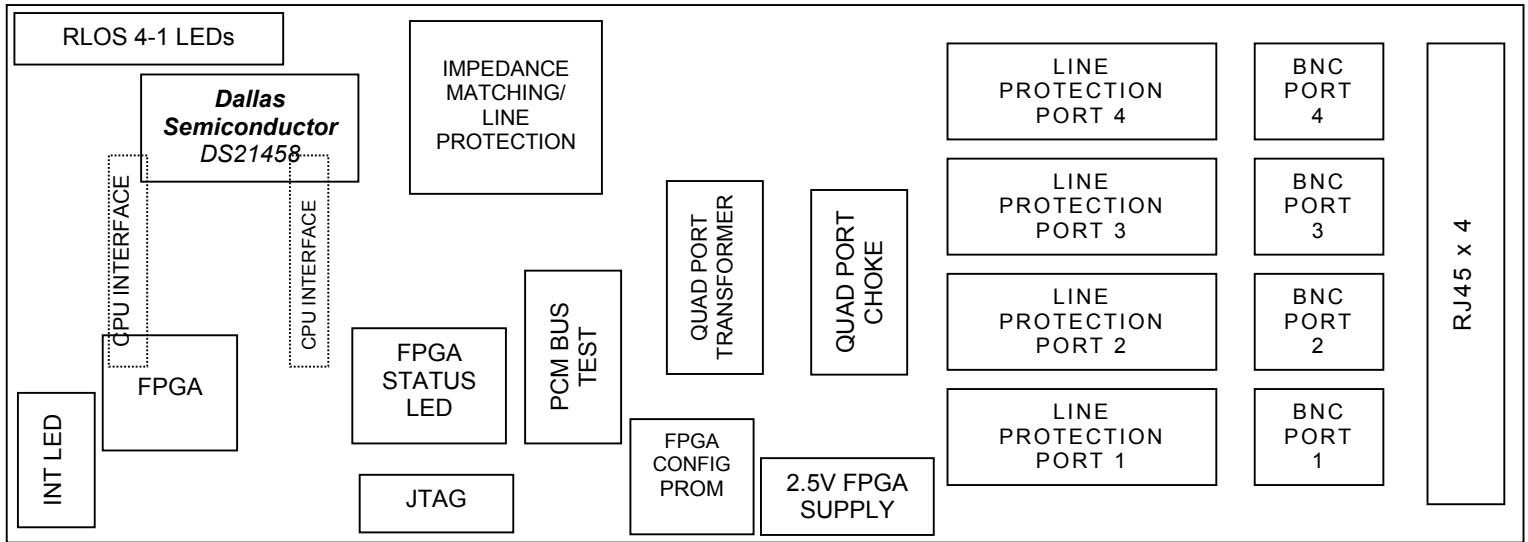 RLOS 4-1 LEDs
Dallas
Semiconductor
DS21458
CPU INTERFACE
CPU INTERFACE
FPGA
INT LED
IMPEDANCE
MATCHING/
LINE
PROTECTION
FPGA
STATUS
LED
JTAG
PCM BUS
TEST
QUAD PORT
TRANSFORMER
QUAD PORT
CHOKE
FPGA
CONFIG
PROM
2.5V FPGA
SUPPLY
LINE
PROTECTION
PORT 4
BNC
PORT
4
LINE
PROTECTION
PORT 3
BNC
PORT
3
LINE
PROTECTION
PORT 2
BNC
PORT
2
LINE
PROTECTION
PORT 1
BNC
PORT
1
RJ45 x 4